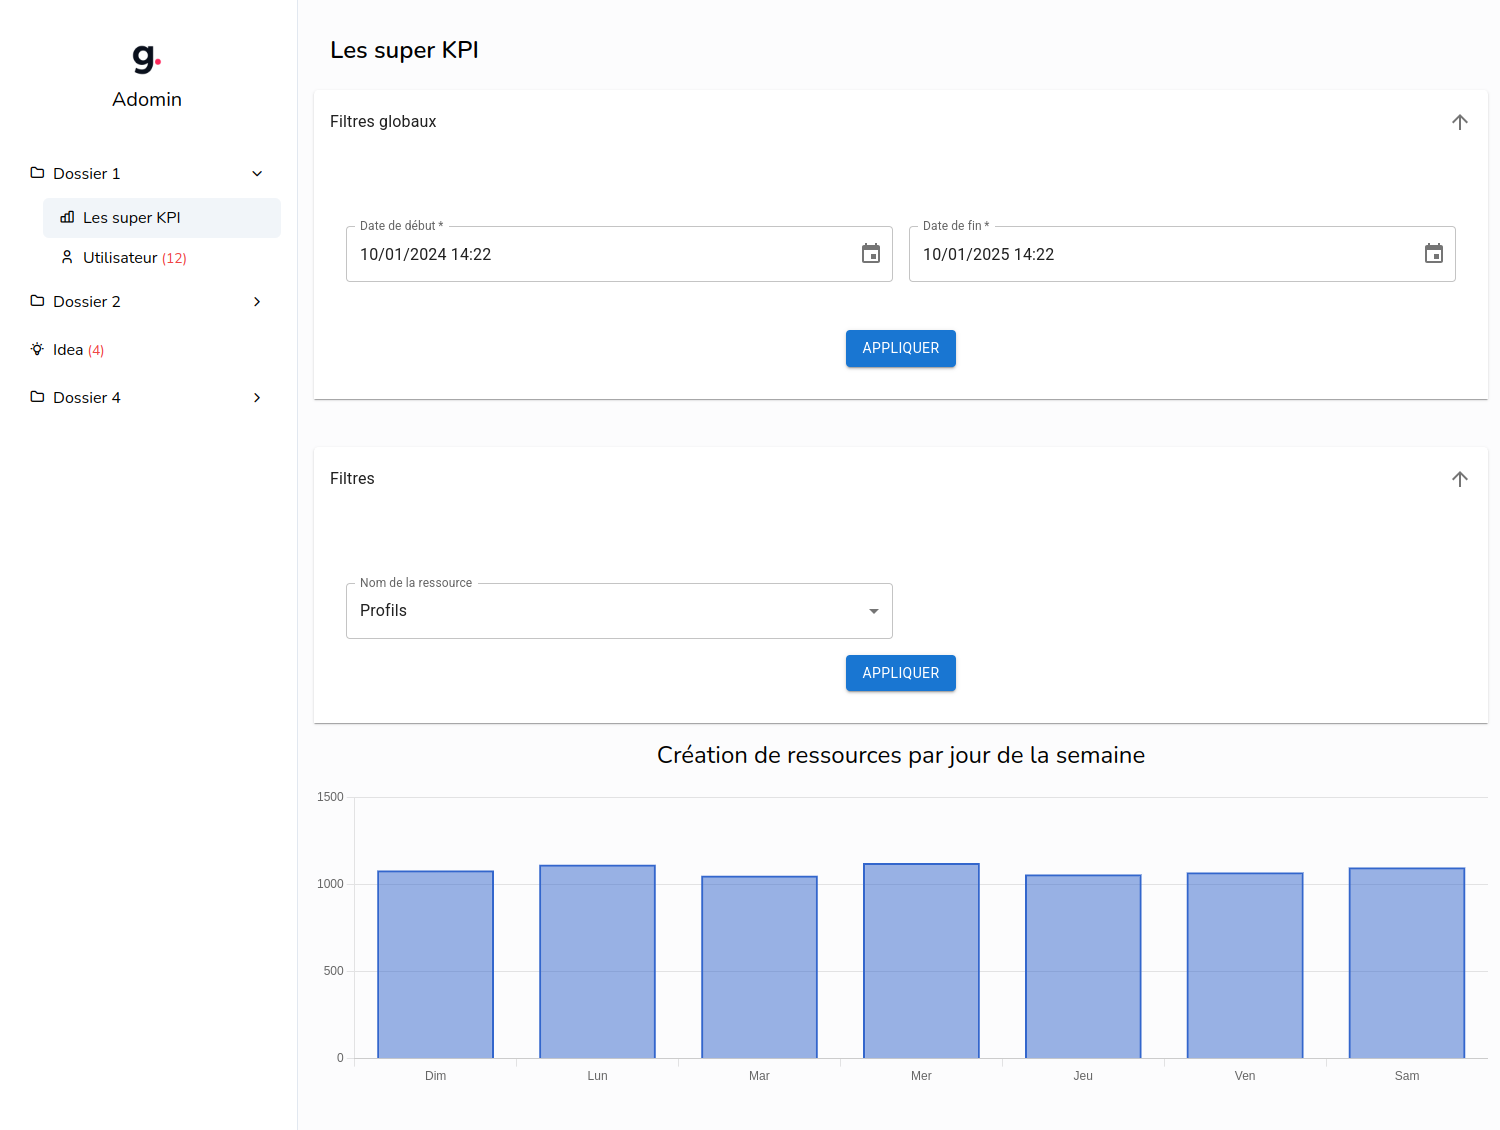 g.
Adomin
Dossier 1
Les super KPI
Utilisateur (12)
Dossier 2
Idea (4)
Dossier 4
Les super KPI
Filtres globaux
Date de début *
10/01/2024 14:22
Date de fin *
10/01/2025 14:22
APPLIQUER
Filtres
Nom de la ressource
Profils
APPLIQUER
Création de ressources par jour de la semaine
1500
1000
500
0
Dim Lun Mar Mer Jeu Ven Sam